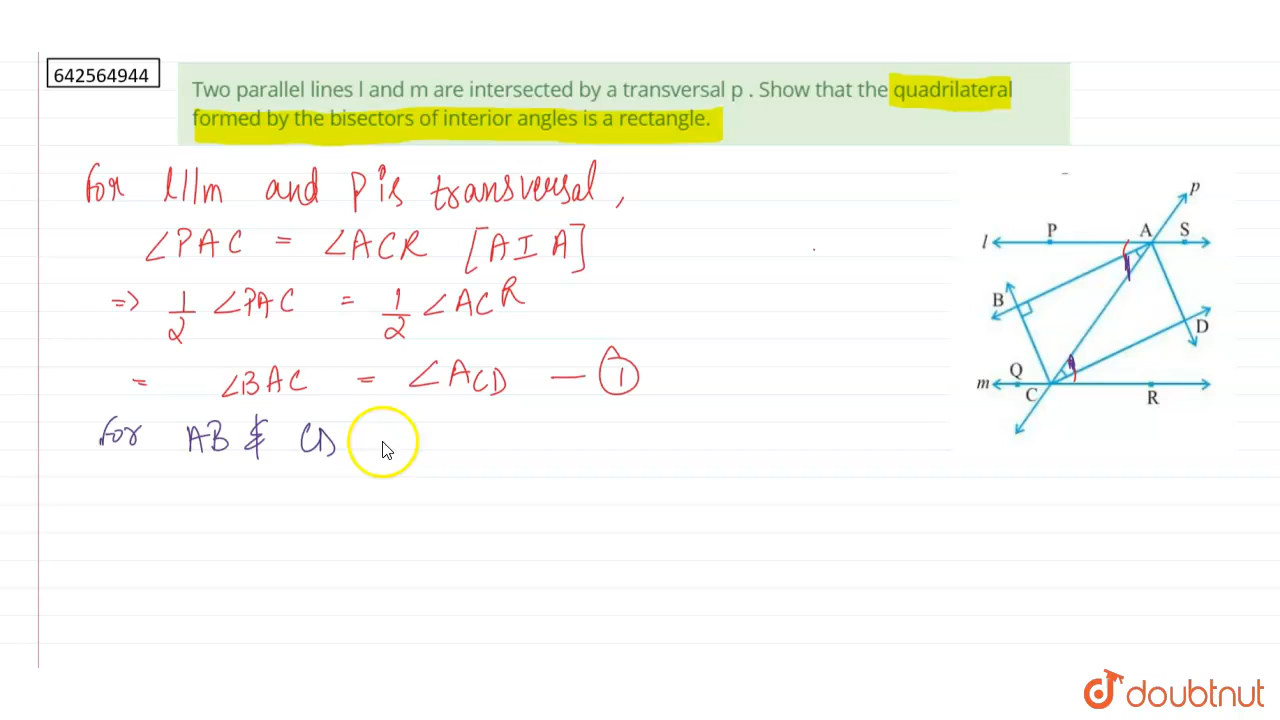 642564944
Two parallel lines l and m are intersected by a transversal p . Show that the quadrilateral
formed by the bisectors of interior angles is a rectangle.
for l||m and P is transversal,
∠PAC = ∠ACR [AIA]
=> 1/2 ∠PAC = 1/2 ∠ACR
= ∠BAC = ∠ACD — 1
for AB & CD
p
l P A S
B
D
m Q C R
doubtnut